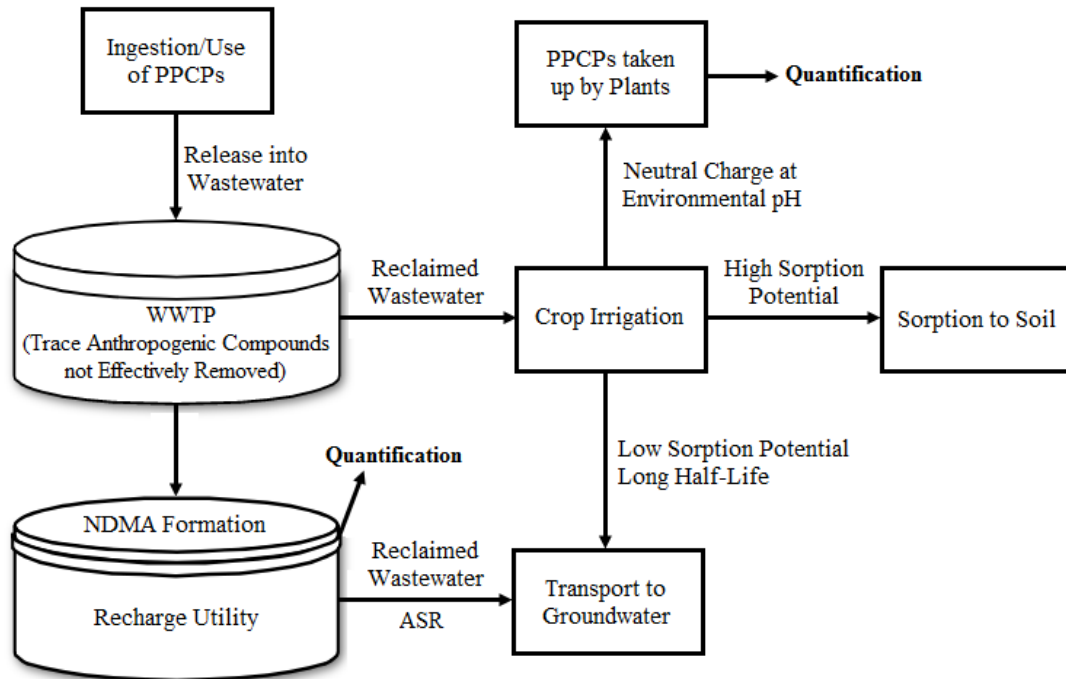 Ingestion/Use
of PPCPs
PPCPs taken
up by Plants
Quantification
Release into
Wastewater
Neutral Charge at
Environmental pH
WWTP
(Trace Anthropogenic Compounds
not Effectively Removed)
Reclaimed
Wastewater
Crop Irrigation
High Sorption
Potential
Sorption to Soil
Low Sorption Potential
Long Half-Life
Quantification
NDMA Formation
Recharge Utility
Reclaimed
Wastewater
ASR
Transport to
Groundwater